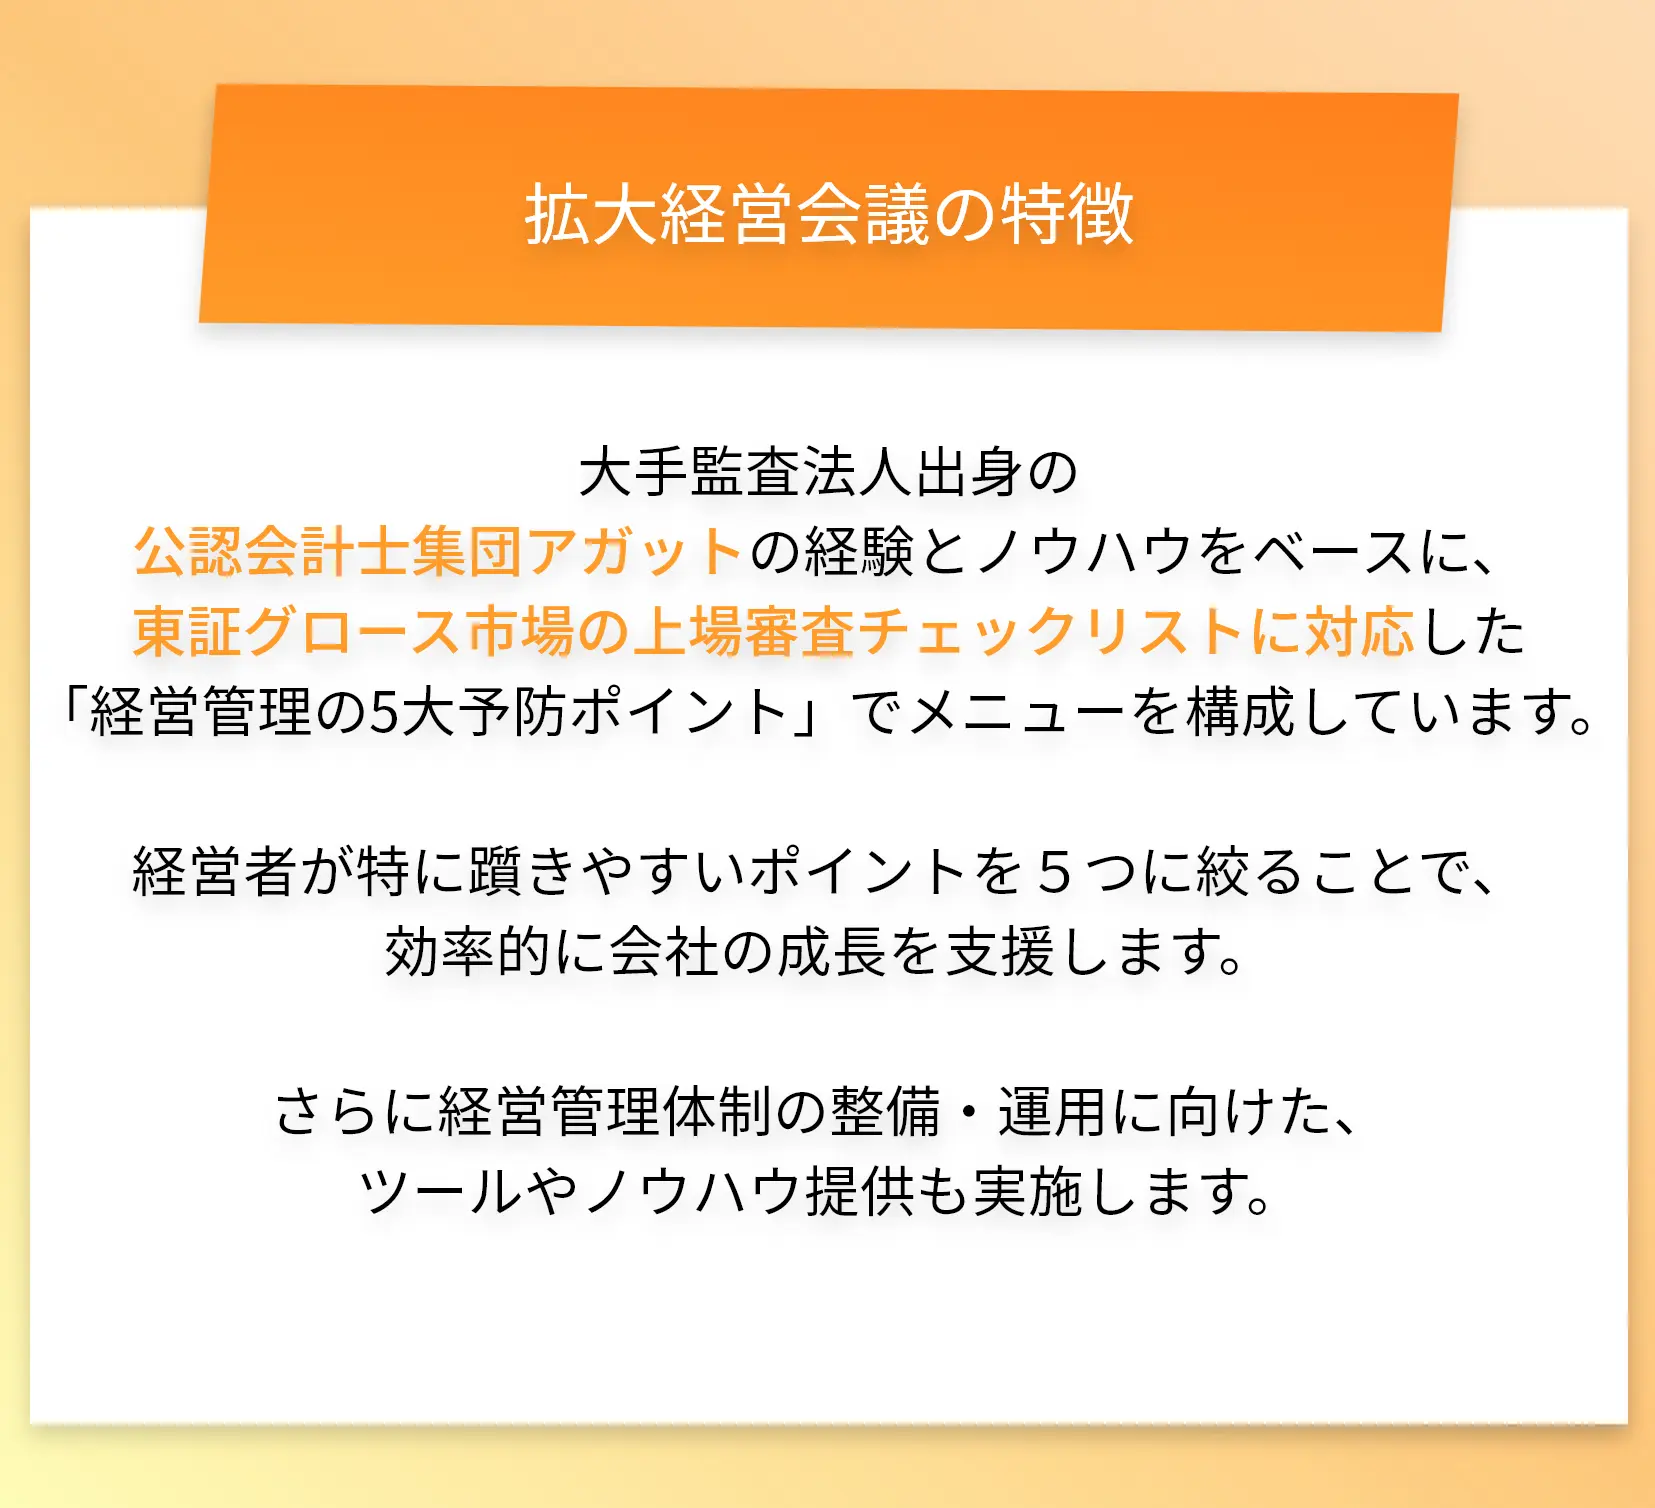 拡大経営会議の特徴
大手監査法人出身の
公認会計士集団アガットの経験とノウハウをベースに、
東証グロース市場の上場審査チェックリストに対応した
「経営管理の5大予防ポイント」でメニューを構成しています。
経営者が特に躓きやすいポイントを５つに絞ることで、
効率的に会社の成長を支援します。
さらに経営管理体制の整備・運用に向けた、
ツールやノウハウ提供も実施します。